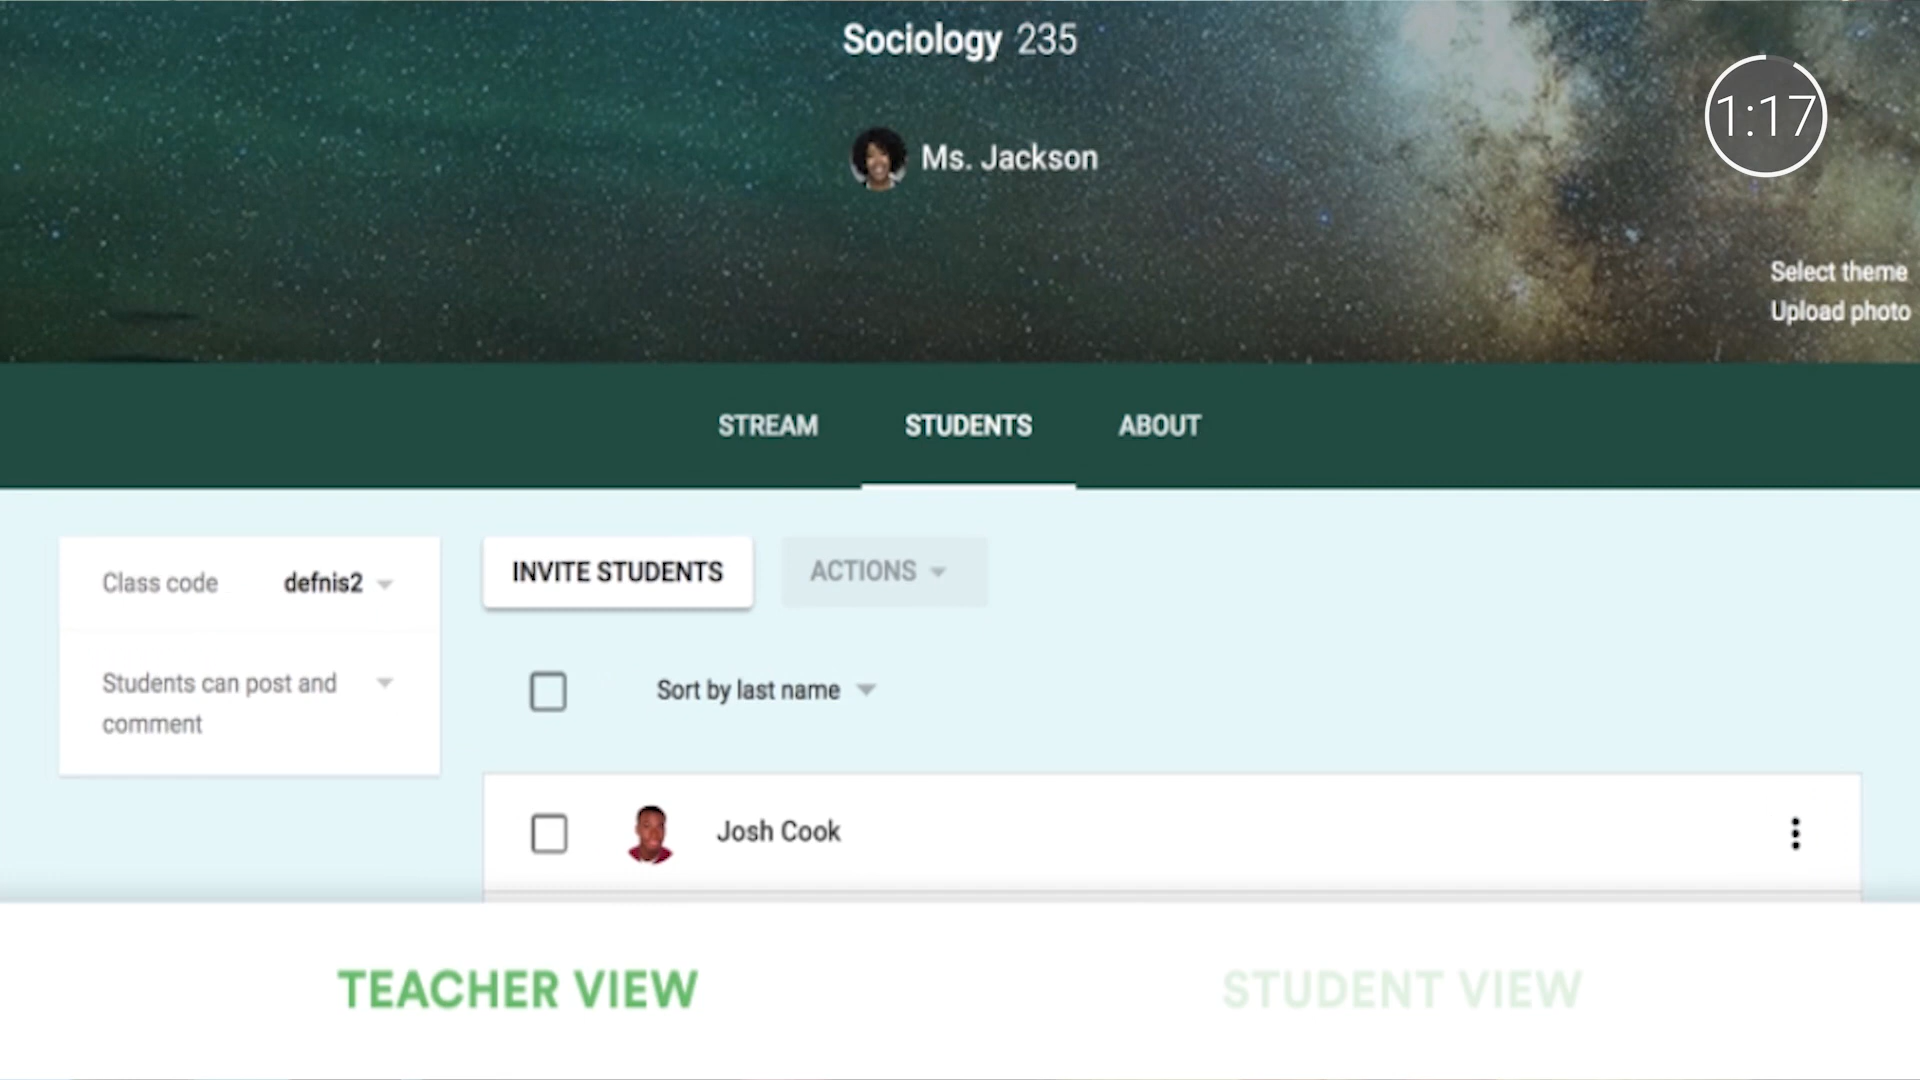 Sociology 235
1:17
Ms. Jackson
Select theme
Upload photo
STREAM STUDENTS ABOUT
Class code defnis2
INVITE STUDENTS ACTIONS
Students can post and
comment
Sort by last name
Josh Cook
TEACHER VIEW STUDENT VIEW